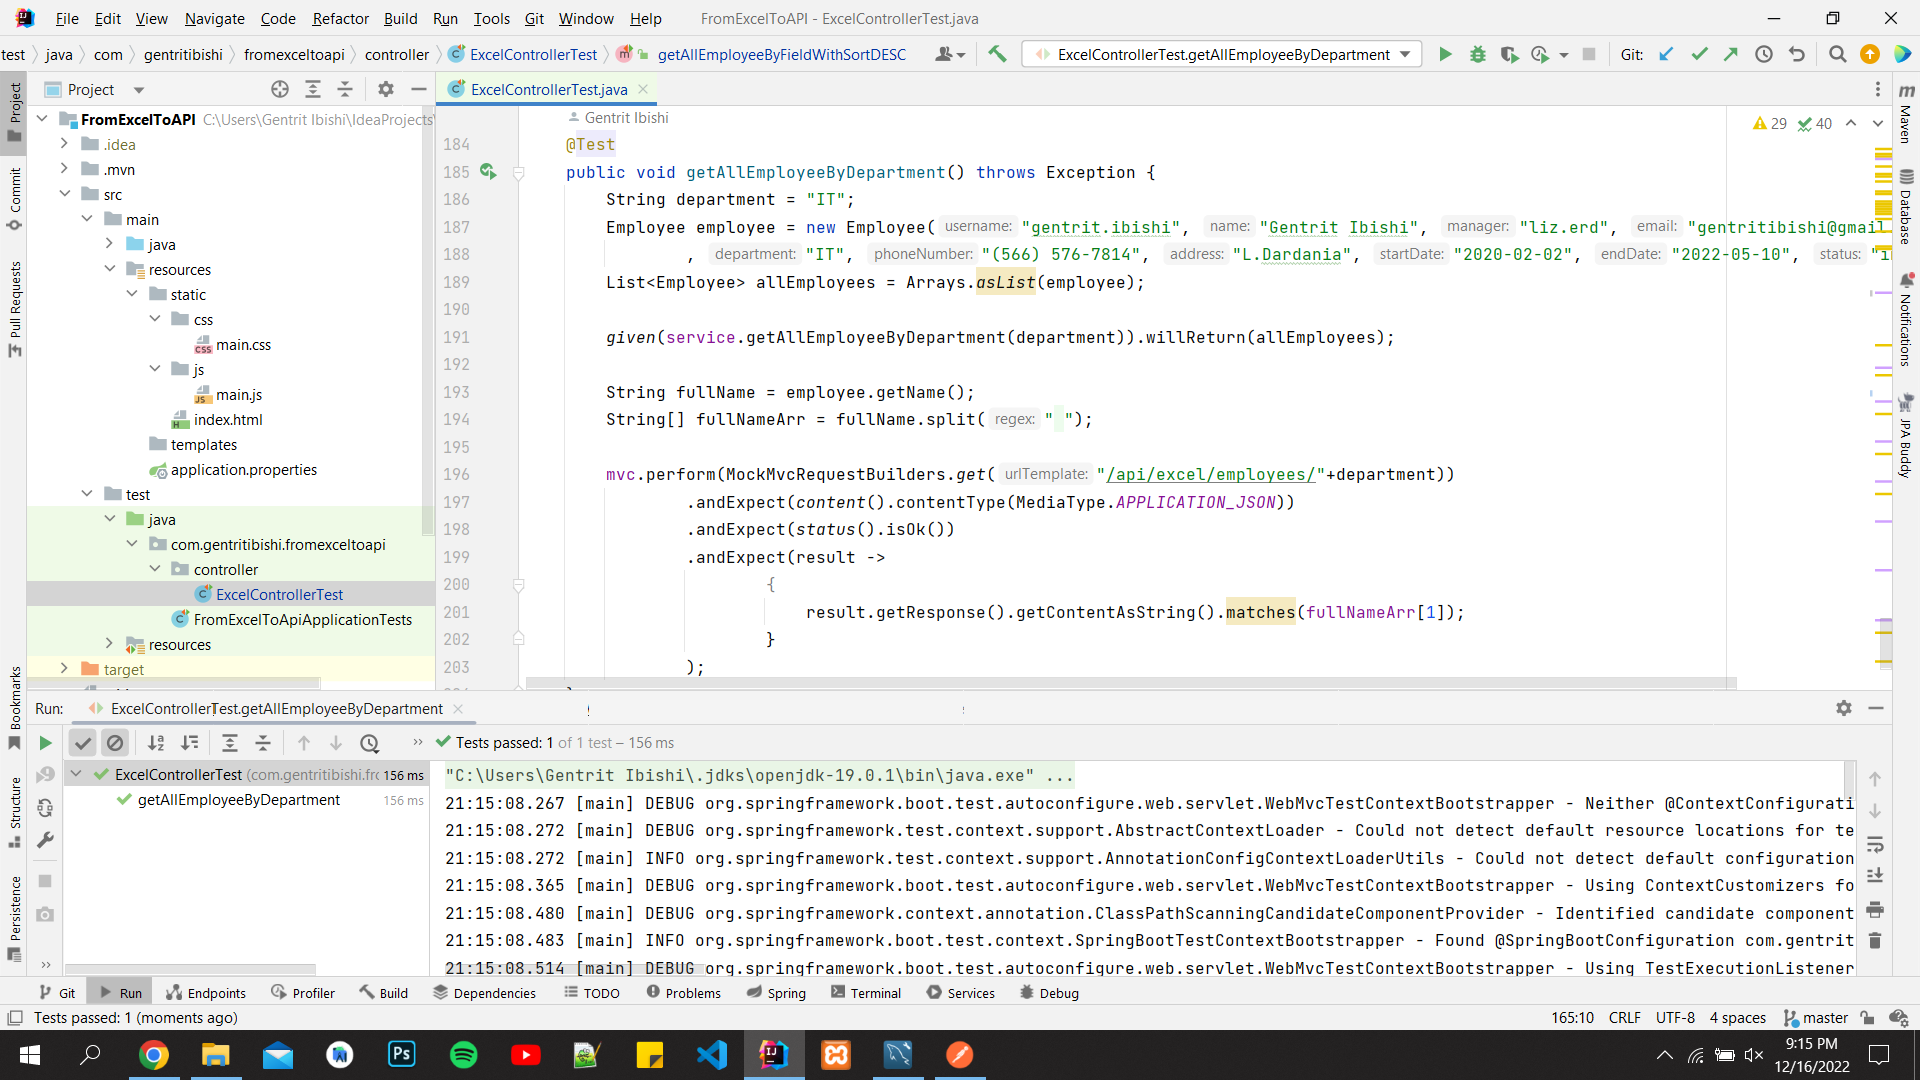 File Edit View Navigate Code Refactor Build Run Tools Git Window Help FromExcelToAPI - ExcelControllerTest.java
test java com gentritibishi fromexceltoapi controller ExcelControllerTest getAllEmployeeByFieldWithSortDESC ExcelControllerTest.getAllEmployeeByDepartment Git:
Project
ExcelControllerTest.java
Project
Commit
Pull Requests
Bookmarks
Structure
Persistence
FromExcelToAPI C:\Users\Gentrit Ibishi\IdeaProjects\
.idea
.mvn
src
main
java
resources
static
css
main.css
js
main.js
index.html
templates
application.properties
test
java
com.gentritibishi.fromexceltoapi
controller
ExcelControllerTest
FromExcelToApiApplicationTests
resources
target
Gentrit Ibishi
29 40
184 @Test
185 public void getAllEmployeeByDepartment() throws Exception {
186 String department = "IT";
187 Employee employee = new Employee( username: "gentrit.ibishi", name: "Gentrit Ibishi", manager: "liz.erd", email: "gentritibishi@gmail
188 , department: "IT", phoneNumber: "(566) 576-7814", address: "L.Dardania", startDate: "2020-02-02", endDate: "2022-05-10", status: "i
189 List<Employee> allEmployees = Arrays.asList(employee);
190
191 given(service.getAllEmployeeByDepartment(department)).willReturn(allEmployees);
192
193 String fullName = employee.getName();
194 String[] fullNameArr = fullName.split( regex: " ");
195
196 mvc.perform(MockMvcRequestBuilders.get( urlTemplate: "/api/excel/employees/"+department))
197 .andExpect(content().contentType(MediaType.APPLICATION_JSON))
198 .andExpect(status().isOk())
199 .andExpect(result ->
200 {
201 result.getResponse().getContentAsString().matches(fullNameArr[1]);
202 }
203 );
Maven
Database
Notifications
JPA Buddy
Run: ExcelControllerTest.getAllEmployeeByDepartment
Tests passed: 1 of 1 test – 156 ms
ExcelControllerTest (com.gentritibishi.fro 156 ms
getAllEmployeeByDepartment 156 ms
"C:\Users\Gentrit Ibishi\.jdks\openjdk-19.0.1\bin\java.exe" ...
21:15:08.267 [main] DEBUG org.springframework.boot.test.autoconfigure.web.servlet.WebMvcTestContextBootstrapper - Neither @ContextConfigurati
21:15:08.272 [main] DEBUG org.springframework.test.context.support.AbstractContextLoader - Could not detect default resource locations for te
21:15:08.272 [main] INFO org.springframework.test.context.support.AnnotationConfigContextLoaderUtils - Could not detect default configuration
21:15:08.365 [main] DEBUG org.springframework.boot.test.autoconfigure.web.servlet.WebMvcTestContextBootstrapper - Using ContextCustomizers fo
21:15:08.480 [main] DEBUG org.springframework.context.annotation.ClassPathScanningCandidateComponentProvider - Identified candidate component
21:15:08.483 [main] INFO org.springframework.boot.test.context.SpringBootTestContextBootstrapper - Found @SpringBootConfiguration com.gentrit
21:15:08.514 [main] DEBUG org.springframework.boot.test.autoconfigure.web.servlet.WebMvcTestContextBootstrapper - Using TestExecutionListener
Git Run Endpoints Profiler Build Dependencies TODO Problems Spring Terminal Services Debug
Tests passed: 1 (moments ago) 165:10 CRLF UTF-8 4 spaces master
9:15 PM
12/16/2022